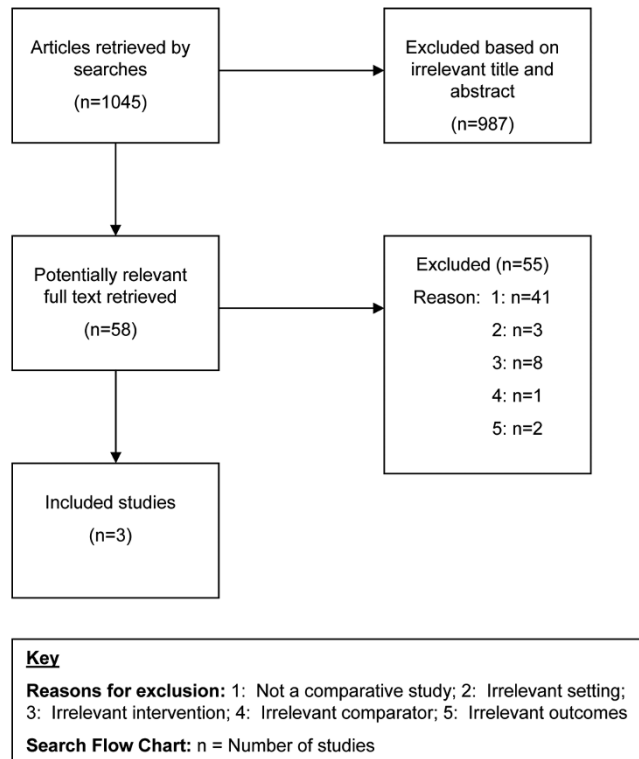 Articles retrieved by
searches
(n=1045)
Excluded based on
irrelevant title and
abstract
(n=987)
Potentially relevant
full text retrieved
(n=58)
Excluded (n=55)
Reason: 1: n=41
2: n=3
3: n=8
4: n=1
5: n=2
Included studies
(n=3)
Key
Reasons for exclusion: 1: Not a comparative study; 2: Irrelevant setting;
3: Irrelevant intervention; 4: Irrelevant comparator; 5: Irrelevant outcomes
Search Flow Chart: n = Number of studies